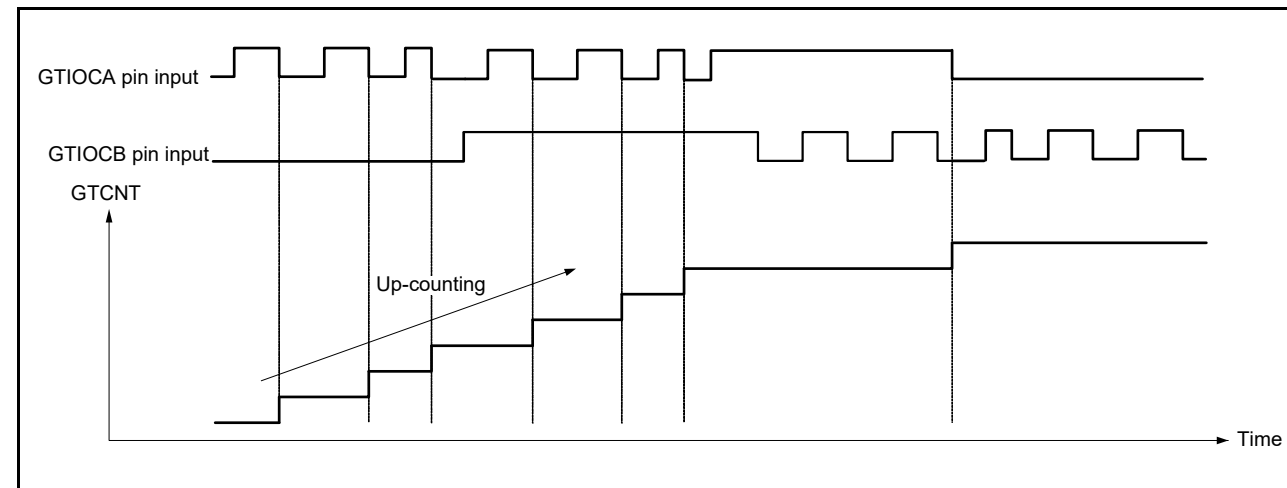 GTIOCA pin input
GTIOCB pin input
GTCNT
Up-counting
Time